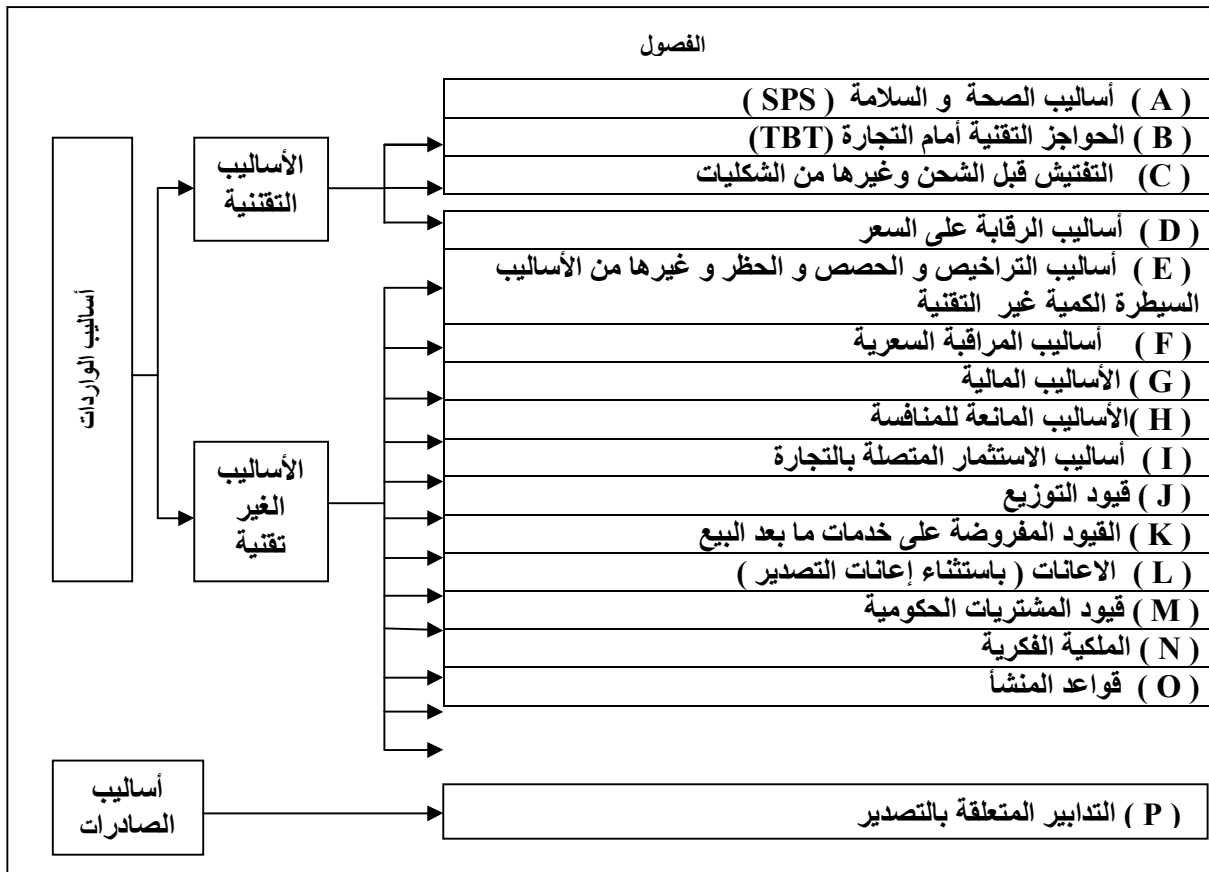 الفصول
( A ) أساليب الصحة و السلامة ( SPS )
( B ) الحواجز التقنية أمام التجارة (TBT)
(C) التفتيش قبل الشحن وغيرها من الشكليات
( D ) أساليب الرقابة على السعر
( E ) أساليب التراخيص و الحصص و الحظر و غيرها من الأساليب
السيطرة الكمية غير التقنية
( F ) أساليب المراقبة السعرية
( G ) الأساليب المالية
( H )الأساليب المانعة للمنافسة
( I ) أساليب الاستثمار المتصلة بالتجارة
( J ) قيود التوزيع
( K ) القيود المفروضة على خدمات ما بعد البيع
( L ) الاعانات ( باستثناء إعانات التصدير )
( M ) قيود المشتريات الحكومية
( N ) الملكية الفكرية
( O ) قواعد المنشأ
الأساليب
التقننية
أساليب الواردات
الأساليب
الغير
تقنية
أساليب
الصادرات
( P ) التدابير المتعلقة بالتصدير